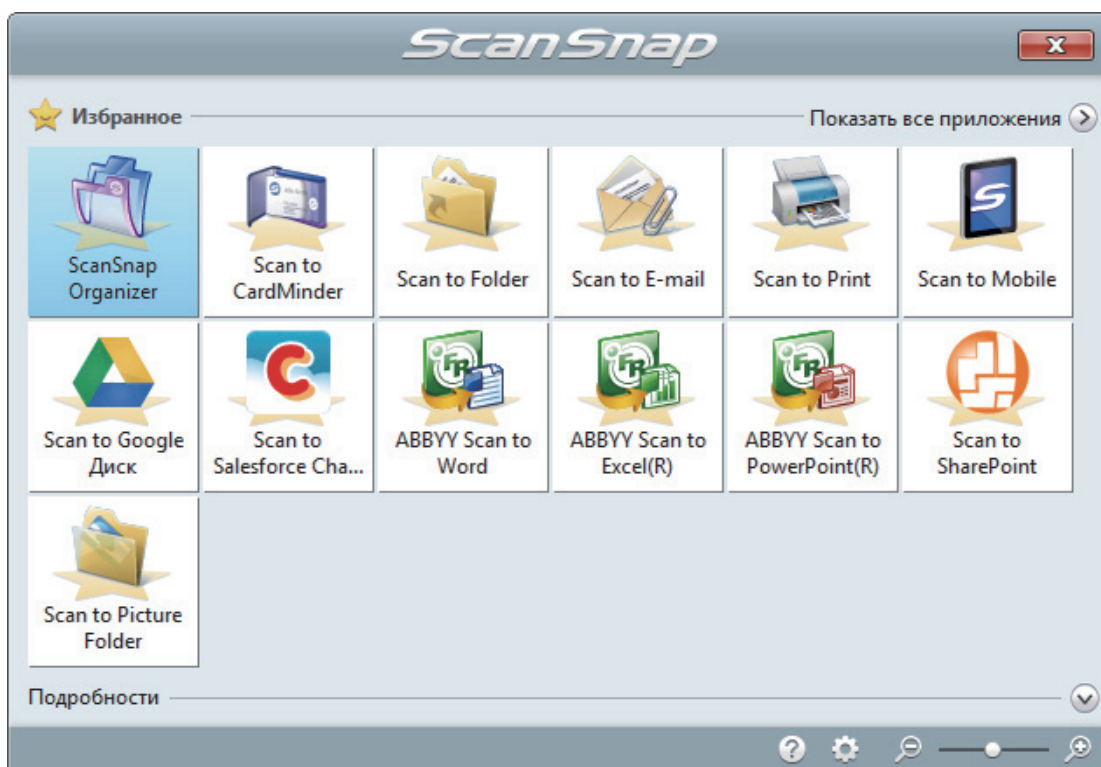 ScanSnap
Избранное
Показать все приложения
ScanSnap
Organizer
Scan to
CardMinder
Scan to Folder
Scan to E-mail
Scan to Print
Scan to Mobile
Scan to Google
Диск
Scan to
Salesforce Cha...
ABBYY Scan to
Word
ABBYY Scan to
Excel(R)
ABBYY Scan to
PowerPoint(R)
Scan to
SharePoint
Scan to Picture
Folder
Подробности